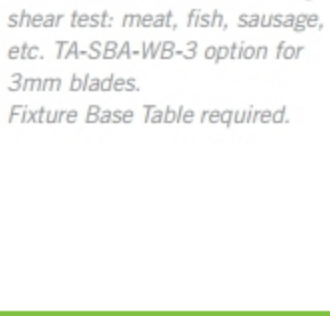 shear test: meat, fish, sausage,
etc. TA-SBA-WB-3 option for
3mm blades.
Fixture Base Table required.